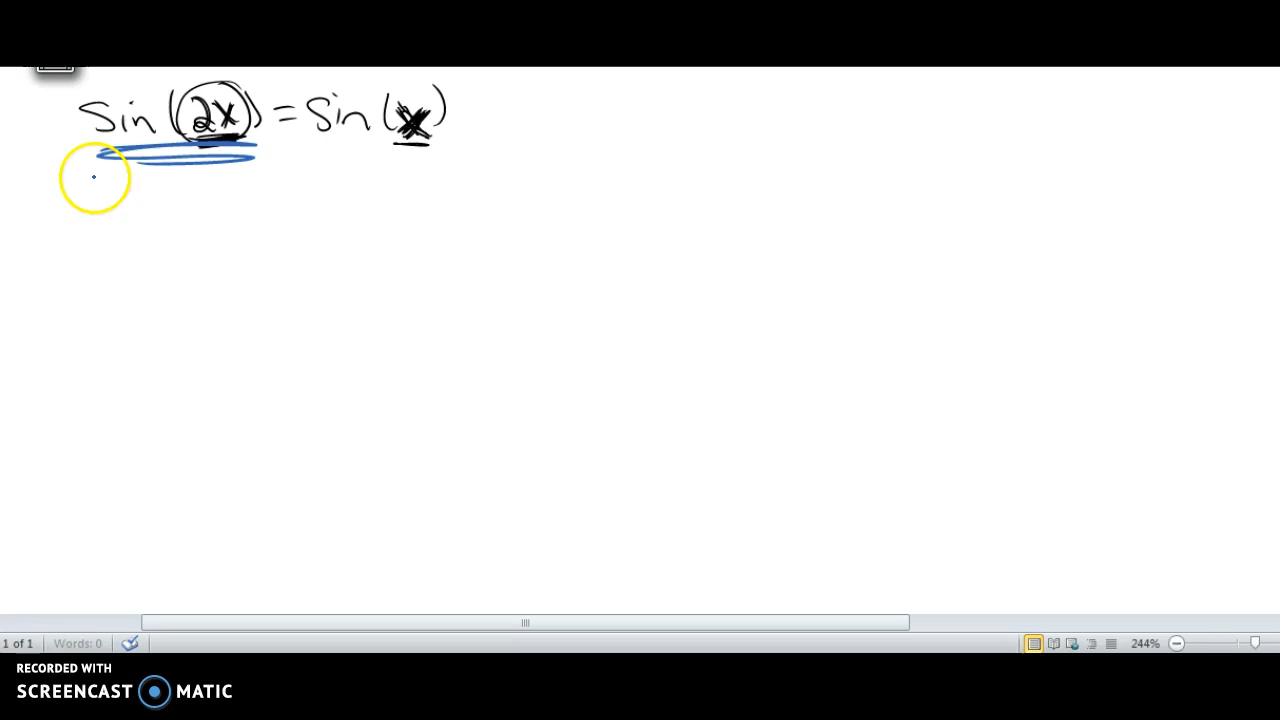 Sin(2x) = Sin(x)
1 of 1 Words: 0 244%
RECORDED WITH
SCREENCAST MATIC